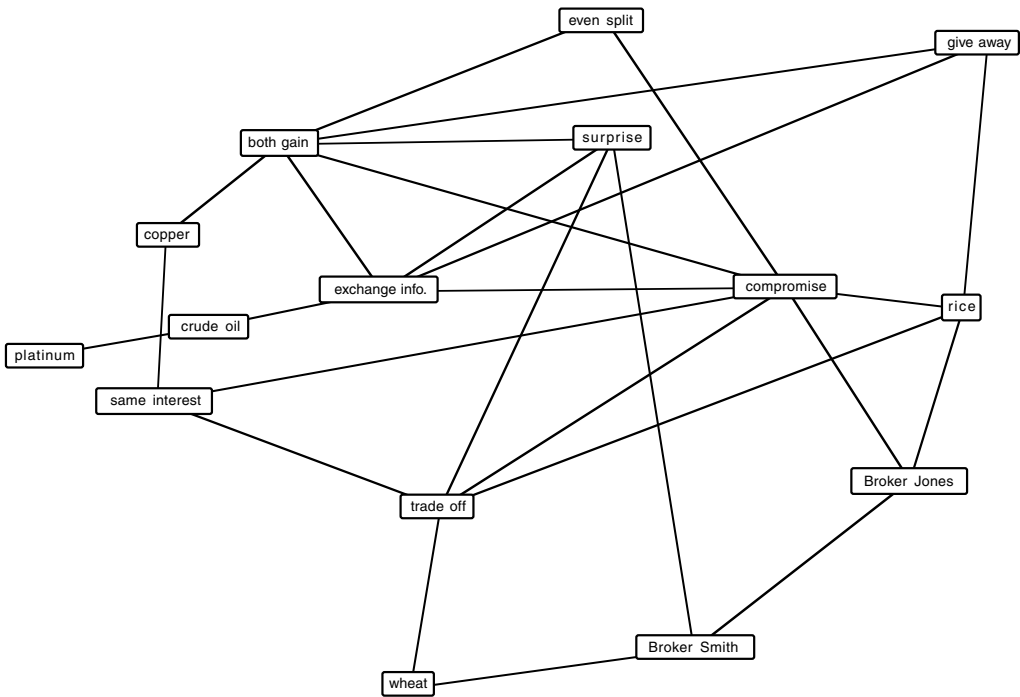 even split
give away
both gain
surprise
copper
exchange info.
compromise
rice
crude oil
platinum
same interest
Broker Jones
trade off
Broker Smith
wheat